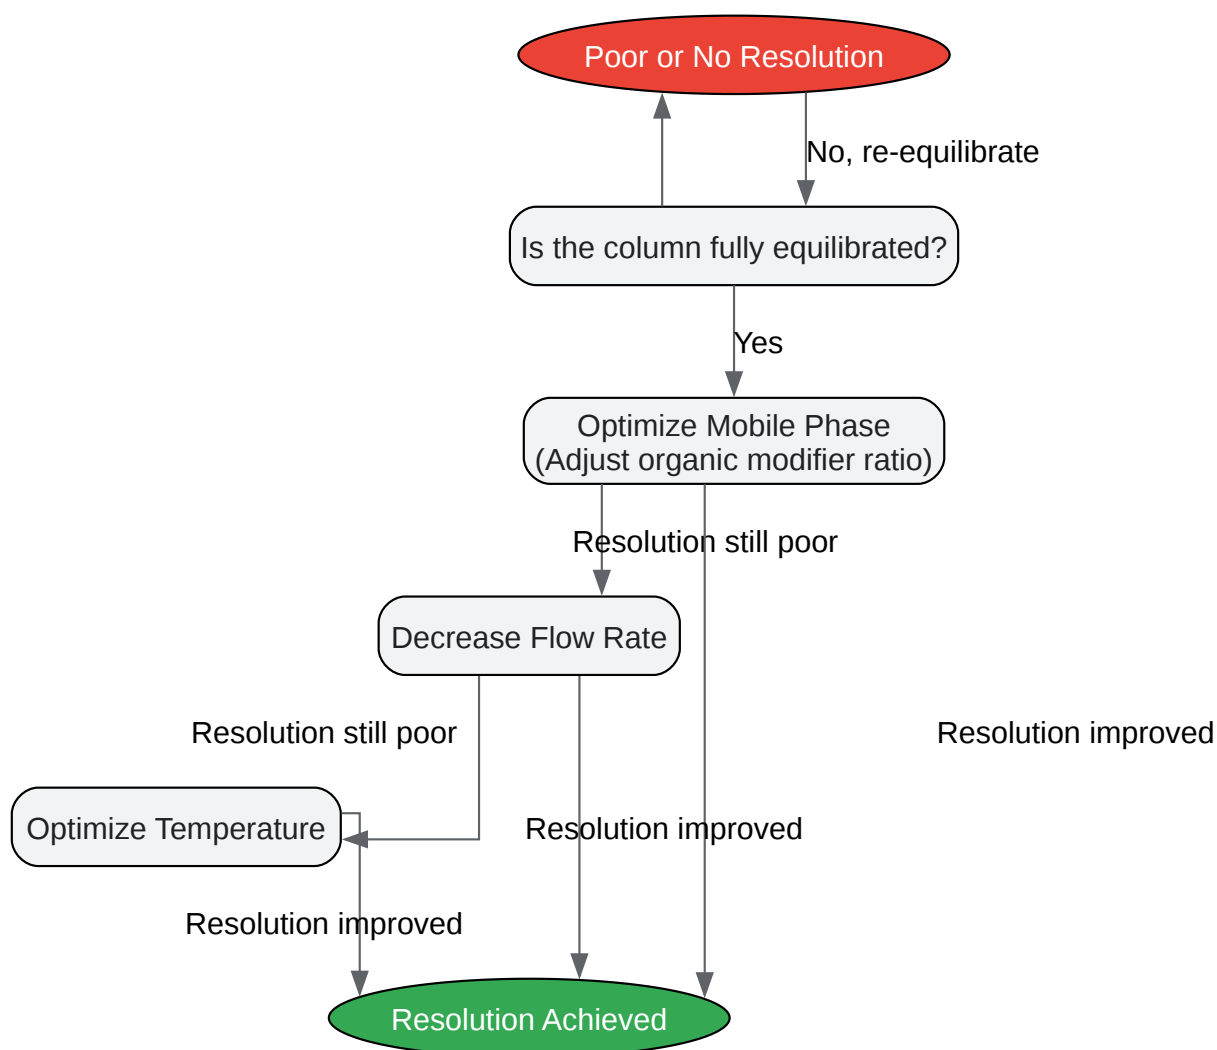 Poor or No Resolution
No, re-equilibrate
Is the column fully equilibrated?
Yes
Optimize Mobile Phase
(Adjust organic modifier ratio)
Resolution still poor
Decrease Flow Rate
Resolution still poor
Resolution improved
Optimize Temperature
Resolution improved
Resolution improved
Resolution Achieved